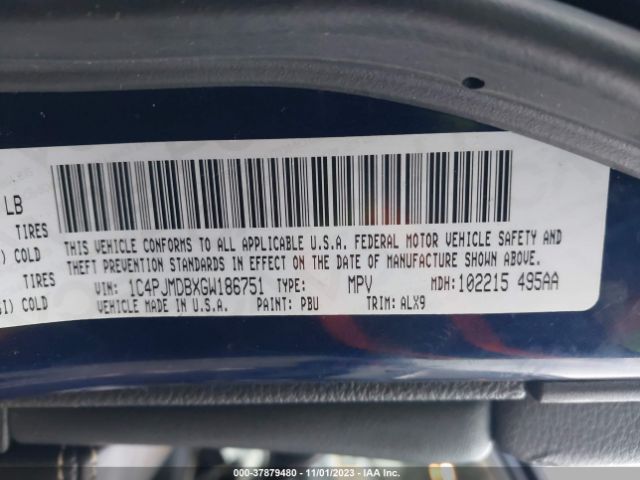 LB
TIRES
) COLD
TIRES
SI) COLD
THIS VEHICLE CONFORMS TO ALL APPLICABLE U.S.A. FEDERAL MOTOR VEHICLE SAFETY AND
THEFT PREVENTION STANDARDS IN EFFECT ON THE DATE OF MANUFACTURE SHOWN ABOVE.
VIN: 1C4PJMDBXGW186751 TYPE: MPV MDH: 102215 495AA
VEHICLE MADE IN U.S.A. PAINT: PBU TRIM: ALX9
000-37879480 - 11/01/2023 - IAAI.COM